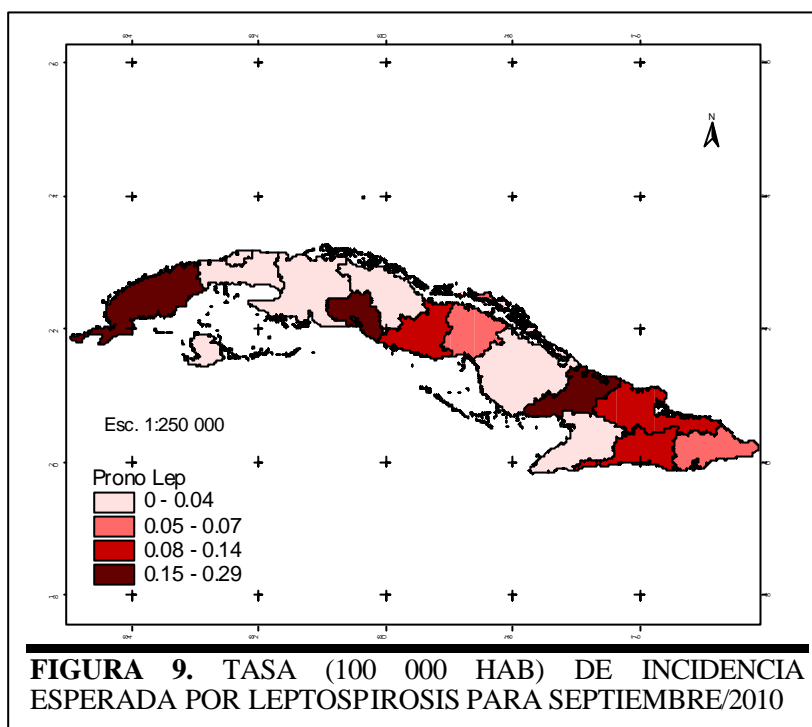 N
Esc. 1:250 000
Prono Lep
0 - 0.04
0.05 - 0.07
0.08 - 0.14
0.15 - 0.29
FIGURA 9. TASA (100 000 HAB) DE INCIDENCIA
ESPERADA POR LEPTOSPIROSIS PARA SEPTIEMBRE/2010